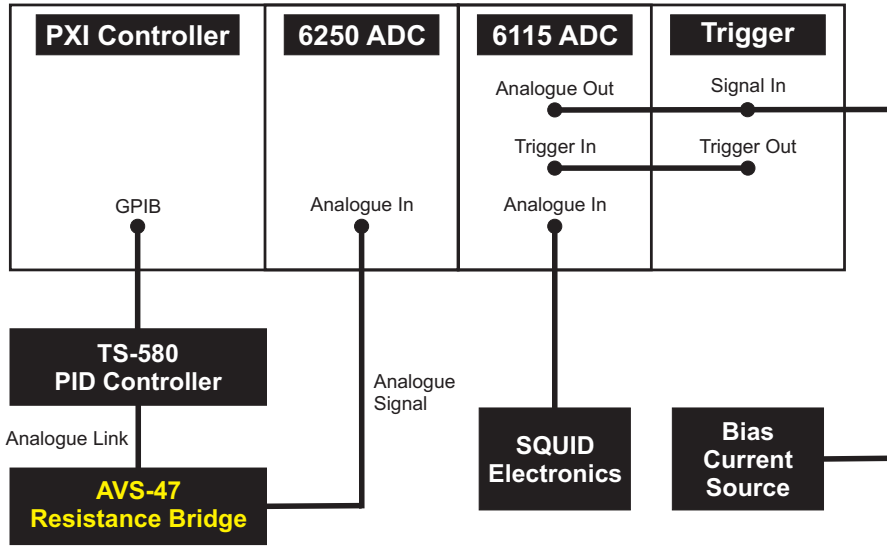 PXI Controller
6250 ADC
6115 ADC
Trigger
Analogue Out
Signal In
Trigger In
Trigger Out
GPIB
Analogue In
Analogue In
TS-580
PID Controller
Analogue
Signal
Analogue Link
SQUID
Electronics
Bias
Current
Source
AVS-47
Resistance Bridge